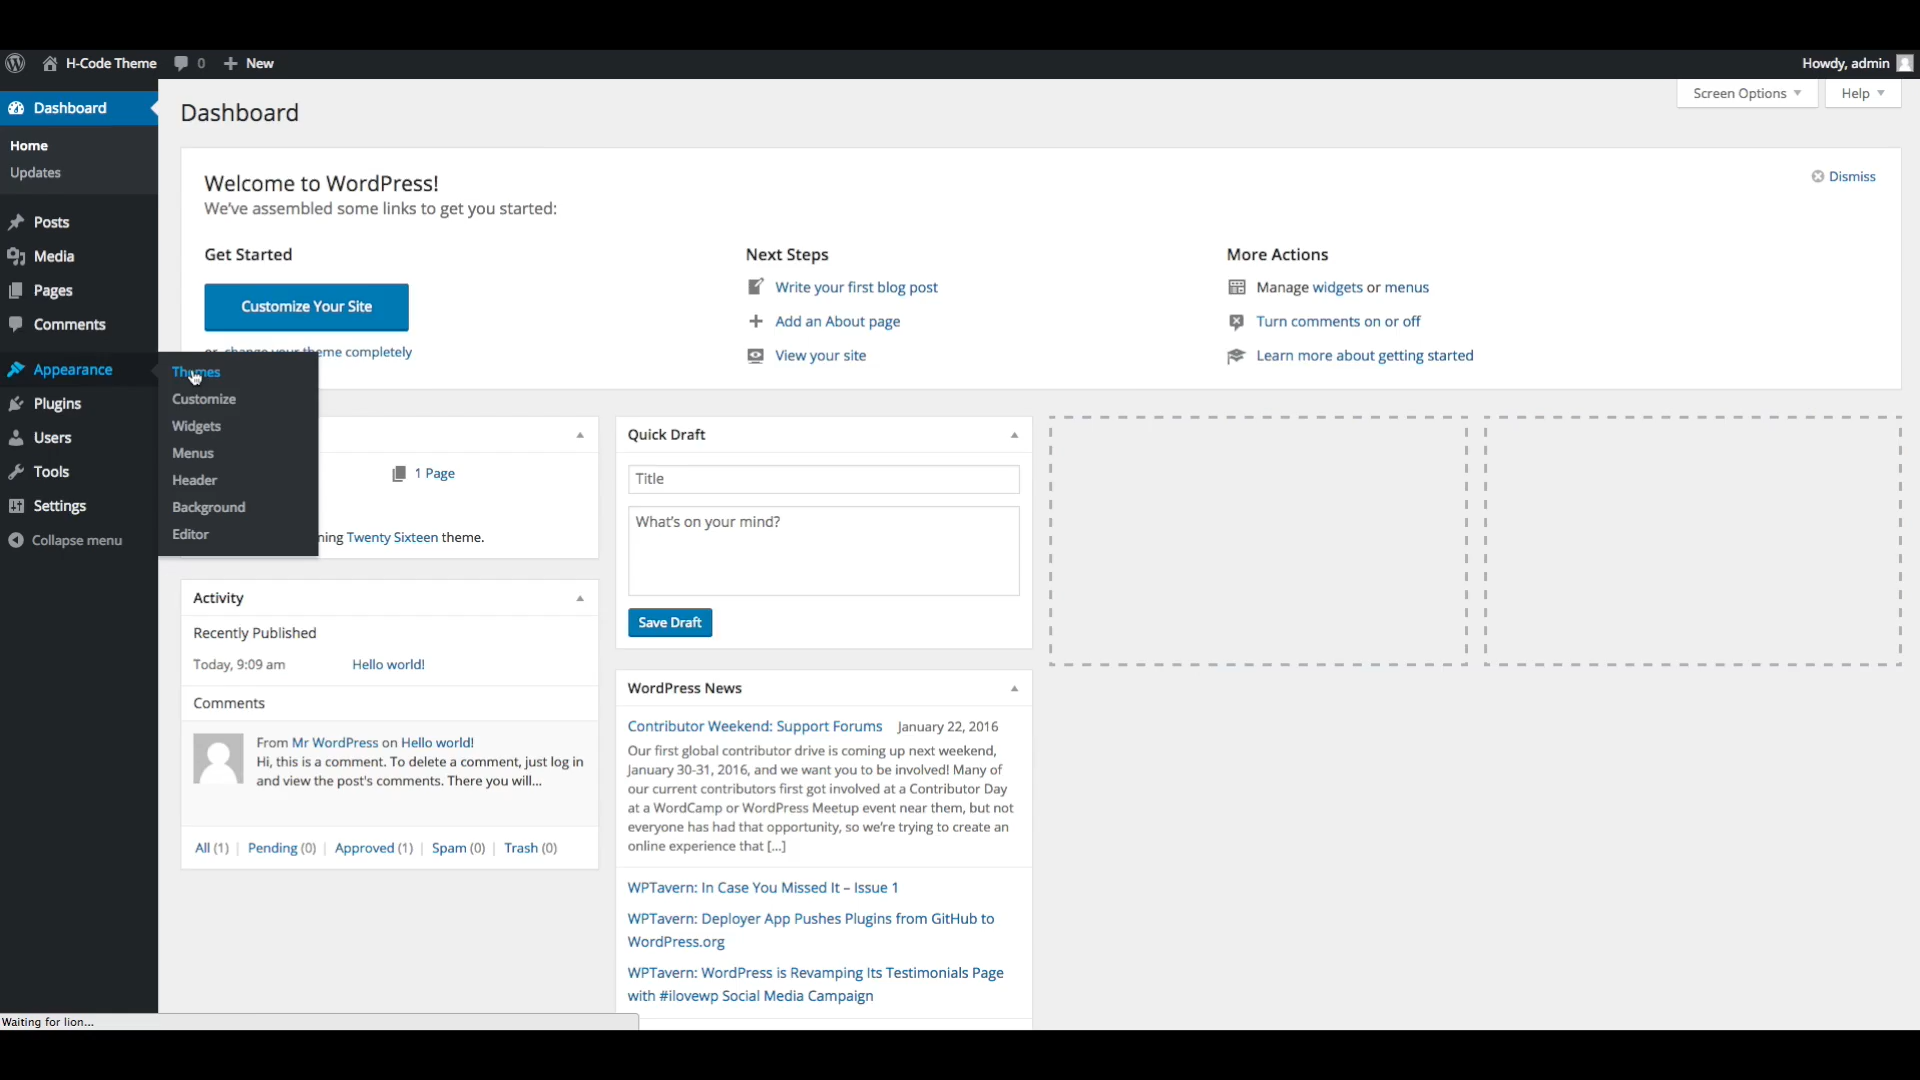 H-Code Theme 0 New Howdy, admin
Screen Options Help
Dashboard
Home
Updates
Posts
Media
Pages
Comments
Appearance
Plugins
Users
Tools
Settings
Collapse menu
Themes
Customize
Widgets
Menus
Header
Background
Editor
Dashboard
Welcome to WordPress!
We've assembled some links to get you started:
Dismiss
Get Started
Customize Your Site
or, change your theme completely
Next Steps
Write your first blog post
Add an About page
View your site
More Actions
Manage widgets or menus
Turn comments on or off
Learn more about getting started
1 Page
Twenty Sixteen theme.
Activity
Recently Published
Today, 9:09 am Hello world!
Comments
From Mr WordPress on Hello world!
Hi, this is a comment. To delete a comment, just log in
and view the post's comments. There you will...
All (1) | Pending (0) | Approved (1) | Spam (0) | Trash (0)
Quick Draft
Title
What's on your mind?
Save Draft
WordPress News
Contributor Weekend: Support Forums January 22, 2016
Our first global contributor drive is coming up next weekend,
January 30-31, 2016, and we want you to be involved! Many of
our current contributors first got involved at a Contributor Day
at a WordCamp or WordPress Meetup event near them, but not
everyone has had that opportunity, so we're trying to create an
online experience that [...]
WPTavern: In Case You Missed It – Issue 1
WPTavern: Deployer App Pushes Plugins from GitHub to
WordPress.org
WPTavern: WordPress is Revamping Its Testimonials Page
with #ilovewp Social Media Campaign
Waiting for lion...